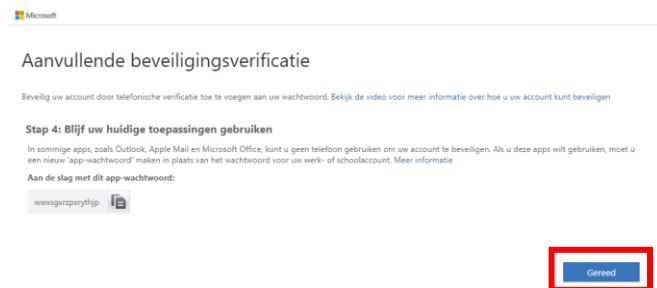 Microsoft
Aanvullende beveiligingsverificatie
Beveilig uw account door telefonische verificatie toe te voegen aan uw wachtwoord. Bekijk de video voor meer informatie over hoe u uw account kunt beveiligen
Stap 4: Blijf uw huidige toepassingen gebruiken
In sommige apps, zoals Outlook, Apple Mail en Microsoft Office, kunt u geen telefoon gebruiken om uw account te beveiligen. Als u deze apps wilt gebruiken, moet u
een nieuw 'app-wachtwoord' maken in plaats van het wachtwoord voor uw werk- of schoolaccount. Meer informatie
Aan de slag met dit app-wachtwoord:
wwxsgxrzpxrythjp
Gereed